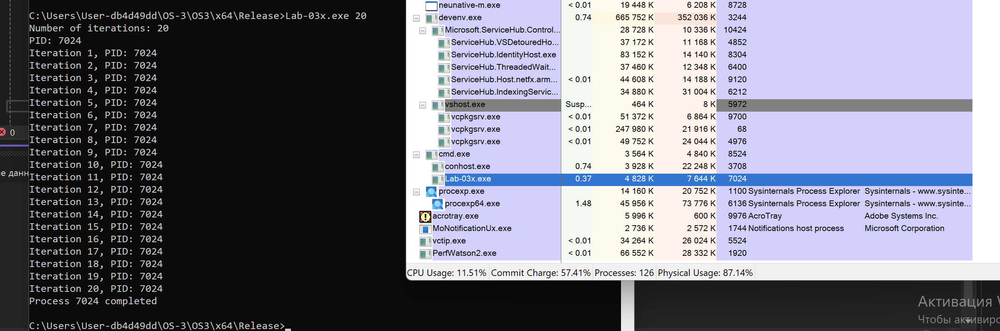 C:\Users\User-db4d49dd\OS-3\OS3\x64\Release>Lab-03x.exe 20
Number of iterations: 20
PID: 7024
Iteration 1, PID: 7024
Iteration 2, PID: 7024
Iteration 3, PID: 7024
Iteration 4, PID: 7024
Iteration 5, PID: 7024
Iteration 6, PID: 7024
Iteration 7, PID: 7024
Iteration 8, PID: 7024
Iteration 9, PID: 7024
Iteration 10, PID: 7024
Iteration 11, PID: 7024
Iteration 12, PID: 7024
Iteration 13, PID: 7024
Iteration 14, PID: 7024
Iteration 15, PID: 7024
Iteration 16, PID: 7024
Iteration 17, PID: 7024
Iteration 18, PID: 7024
Iteration 19, PID: 7024
Iteration 20, PID: 7024
Process 7024 completed
C:\Users\User-db4d49dd\OS-3\OS3\x64\Release>
0
е данн
neunative-m.exe < 0.01 19 448 K 6 208 K 8728
devenv.exe 0.74 665 752 K 352 036 K 3244
Microsoft.ServiceHub.Control... 28 728 K 10 336 K 10424
ServiceHub.VSDetouredHo... 37 172 K 11 168 K 4852
ServiceHub.IdentityHost.exe 83 152 K 14 140 K 8304
ServiceHub.ThreadedWait... 37 460 K 12 348 K 6400
ServiceHub.Host.netfx.arm... < 0.01 44 608 K 14 188 K 9120
ServiceHub.IndexingServic... 34 880 K 31 004 K 6212
vshost.exe Susp... 464 K 8 K 5972
vcpkgsrv.exe < 0.01 51 372 K 6 864 K 9700
vcpkgsrv.exe < 0.01 247 980 K 21 916 K 68
vcpkgsrv.exe < 0.01 49 752 K 24 044 K 4976
cmd.exe 3 564 K 4 840 K 8524
conhost.exe 0.74 3 928 K 22 248 K 3708
Lab-03x.exe 0.37 4 828 K 7 644 K 7024
procexp.exe 14 160 K 20 752 K 1100 Sysinternals Process Explorer Sysinternals - www.sysinte...
procexp64.exe 1.48 45 956 K 73 776 K 6136 Sysinternals Process Explorer Sysinternals - www.sysinte...
acrotray.exe 5 996 K 600 K 9976 AcroTray Adobe Systems Inc.
MoNotificationUx.exe 2 736 K 2 572 K 1744 Notifications host process Microsoft Corporation
vctip.exe < 0.01 34 264 K 26 024 K 5524
PerfWatson2.exe < 0.01 66 552 K 28 332 K 1920
CPU Usage: 11.51% Commit Charge: 57.41% Processes: 126 Physical Usage: 87.14%
Активация
Чтобы активиро